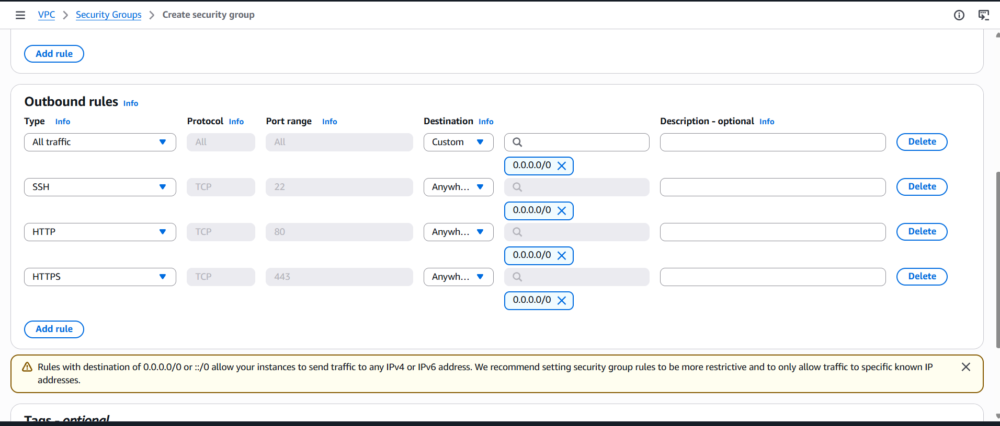 VPC Security Groups Create security group
Add rule
Outbound rules Info
Type Info Protocol Info Port range Info Destination Info Description - optional Info
All traffic All All Custom Delete
0.0.0.0/0
SSH TCP 22 Anywh... Delete
0.0.0.0/0
HTTP TCP 80 Anywh... Delete
0.0.0.0/0
HTTPS TCP 443 Anywh... Delete
0.0.0.0/0
Add rule
Rules with destination of 0.0.0.0/0 or ::/0 allow your instances to send traffic to any IPv4 or IPv6 address. We recommend setting security group rules to be more restrictive and to only allow traffic to specific known IP
addresses.
Tags - optional